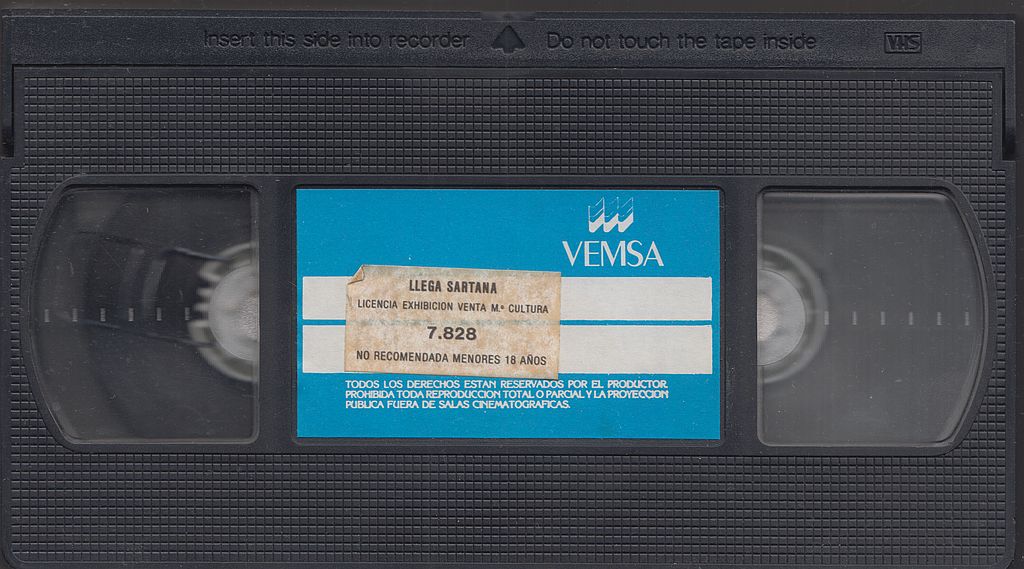 Insert this side into recorder Do not touch the tape inside VHS
VEMSA
LLEGA SARTANA
LICENCIA EXHIBICION VENTA M.º CULTURA
7.828
NO RECOMENDADA MENORES 18 AÑOS
TODOS LOS DERECHOS ESTAN RESERVADOS POR EL PRODUCTOR.
PROHIBIDA TODA REPRODUCCION TOTAL O PARCIAL Y LA PROYECCION
PUBLICA FUERA DE SALAS CINEMATOGRAFICAS.